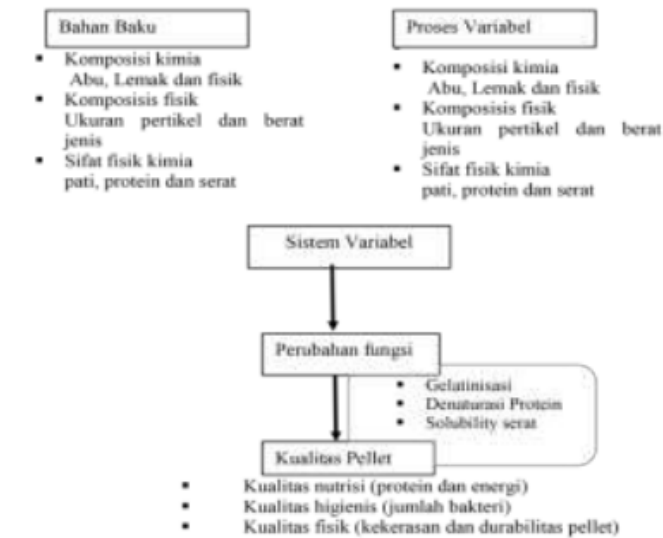 Bahan Baku
Komposisi kimia
Abu, Lemak dan fisik
Komposisis fisik
Ukuran pertikel dan berat
jenis
Sifat fisik kimia
pati, protein dan serat
Proses Variabel
Komposisi kimia
Abu, Lemak dan fisik
Komposisis fisik
Ukuran pertikel dan berat
jenis
Sifat fisik kimia
pati, protein dan serat
Sistem Variabel
Perubahan fungsi
Gelatinisasi
Denaturasi Protein
Solubility serat
Kualitas Pellet
Kualitas nutrisi (protein dan energi)
Kualitas higienis (jumlah bakteri)
Kualitas fisik (kekerasan dan durabilitas pellet)